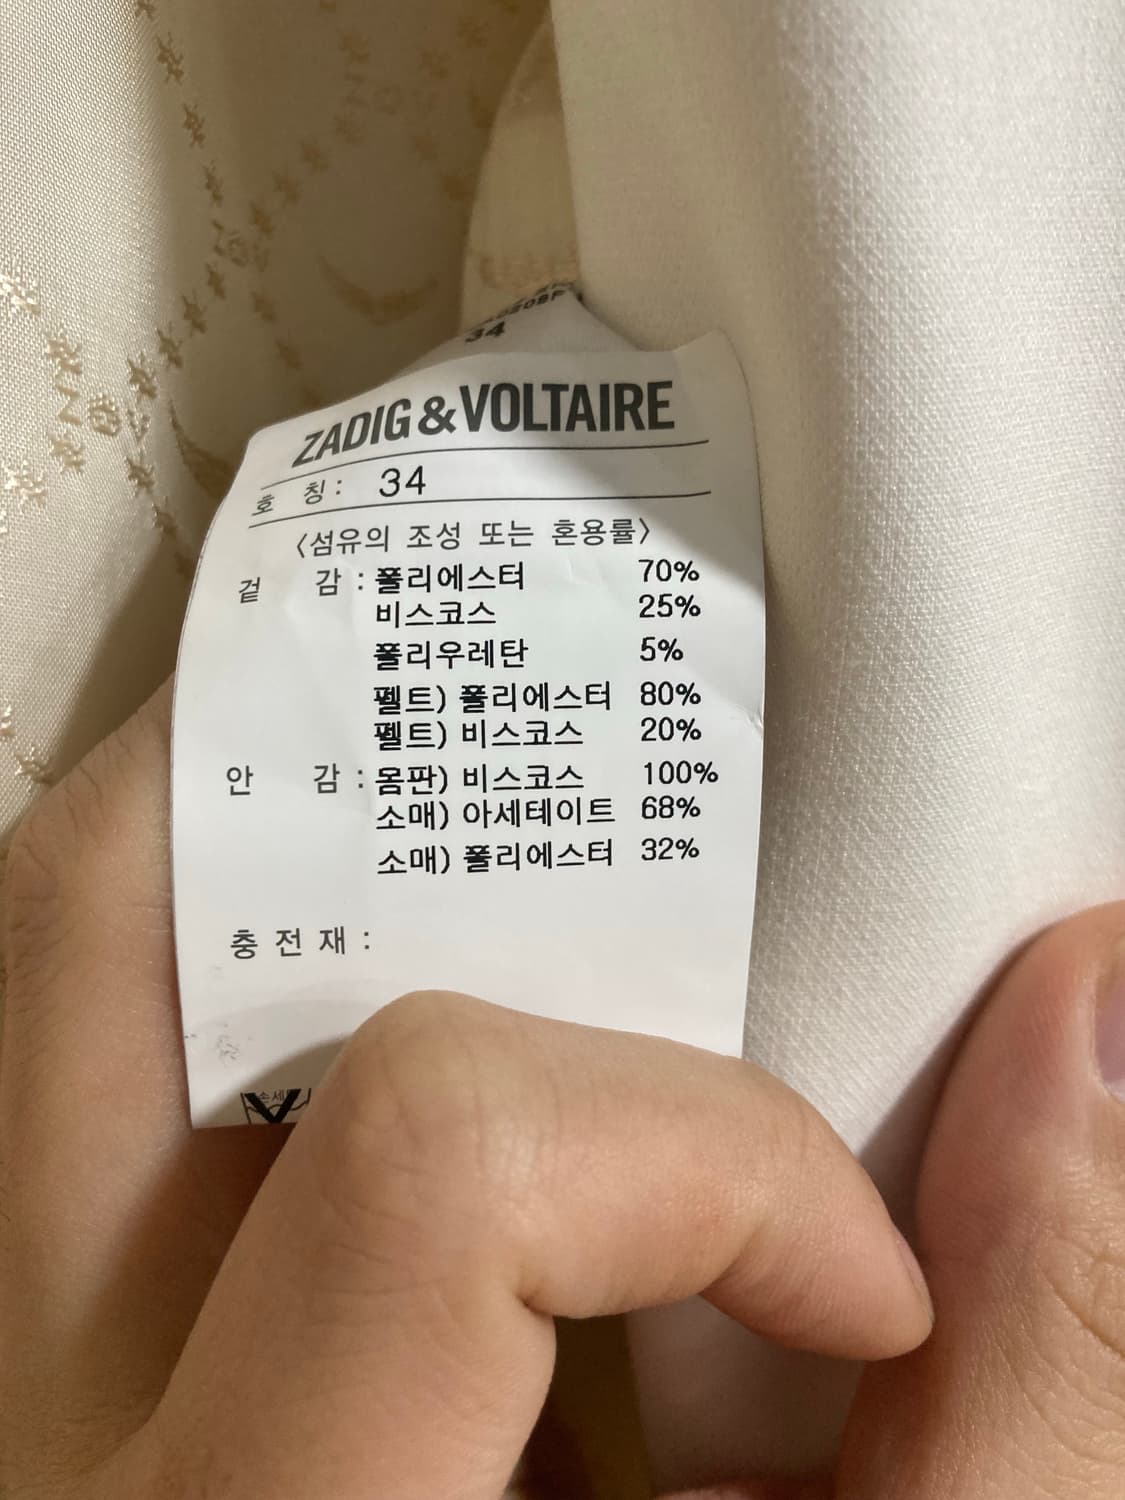 34
ZADIG & VOLTAIRE
호 칭 : 34
<섬유의 조성 또는 혼용률>
겉 감 : 폴리에스터 70%
비스코스 25%
폴리우레탄 5%
펠트) 폴리에스터 80%
펠트) 비스코스 20%
안 감 : 몸판) 비스코스 100%
소매) 아세테이트 68%
소매) 폴리에스터 32%
충 전 재 :